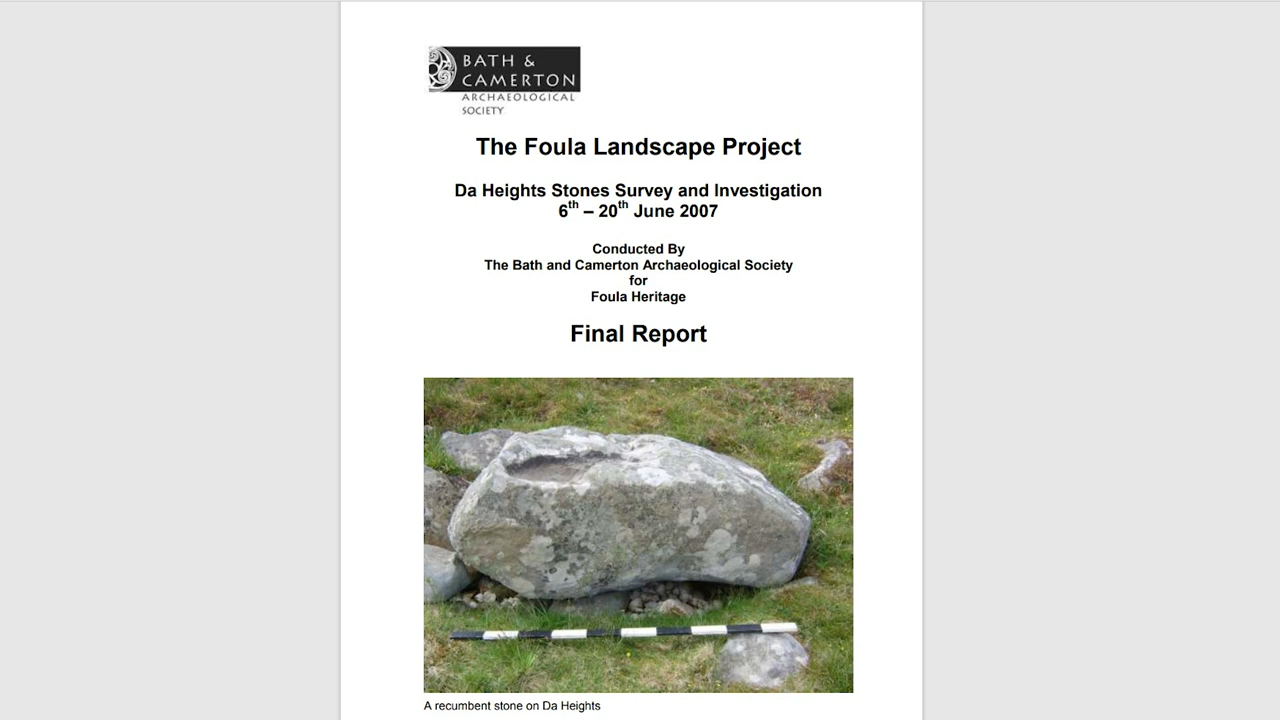 BATH &
CAMERTON
ARCHAEOLOGICAL
SOCIETY
The Foula Landscape Project
Da Heights Stones Survey and Investigation
6th – 20th June 2007
Conducted By
The Bath and Camerton Archaeological Society
for
Foula Heritage
Final Report
A recumbent stone on Da Heights